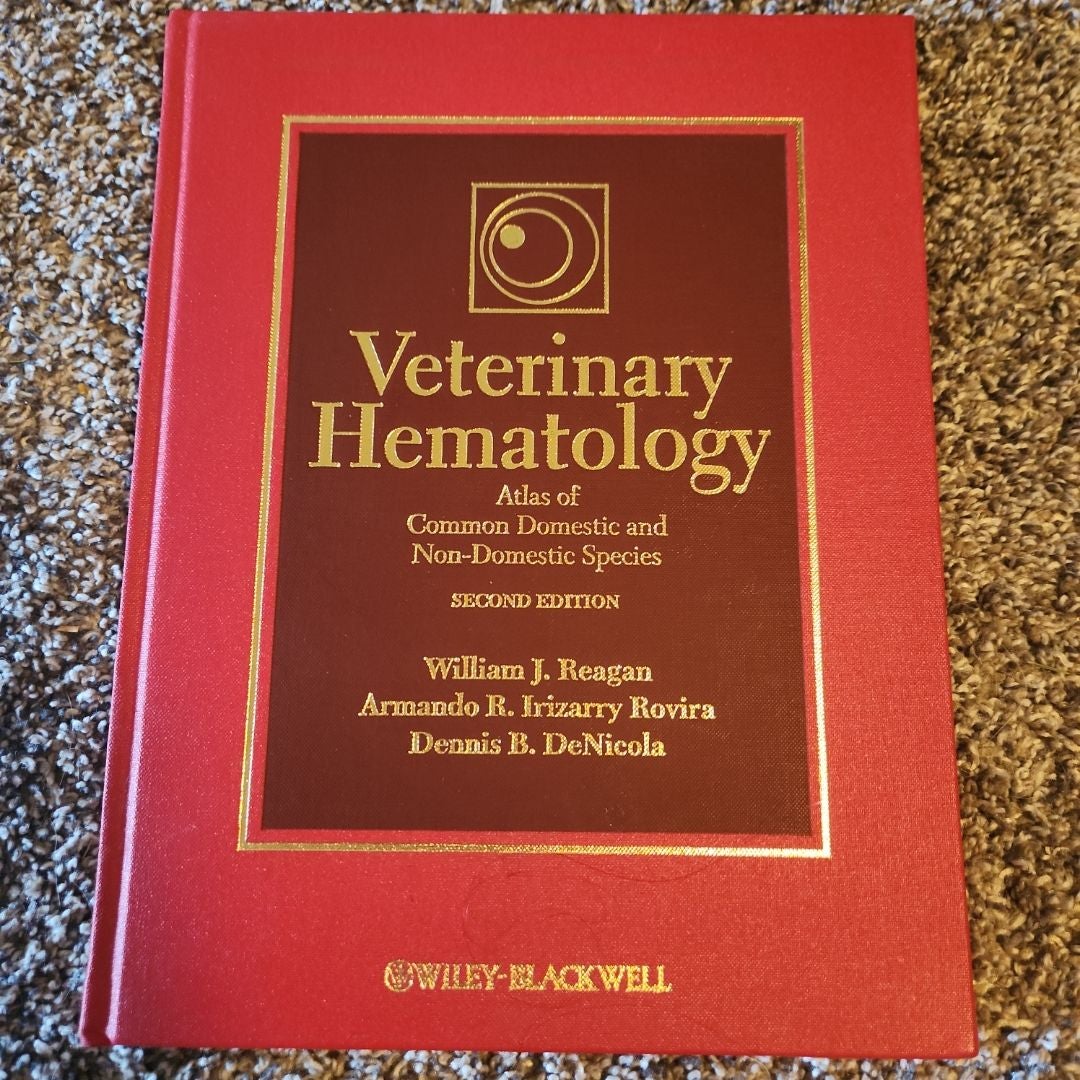 Veterinary
Hematology
Atlas of
Common Domestic and
Non-Domestic Species
SECOND EDITION
William J. Reagan
Armando R. Irizarry Rovira
Dennis B. DeNicola
WILEY-BLACKWELL